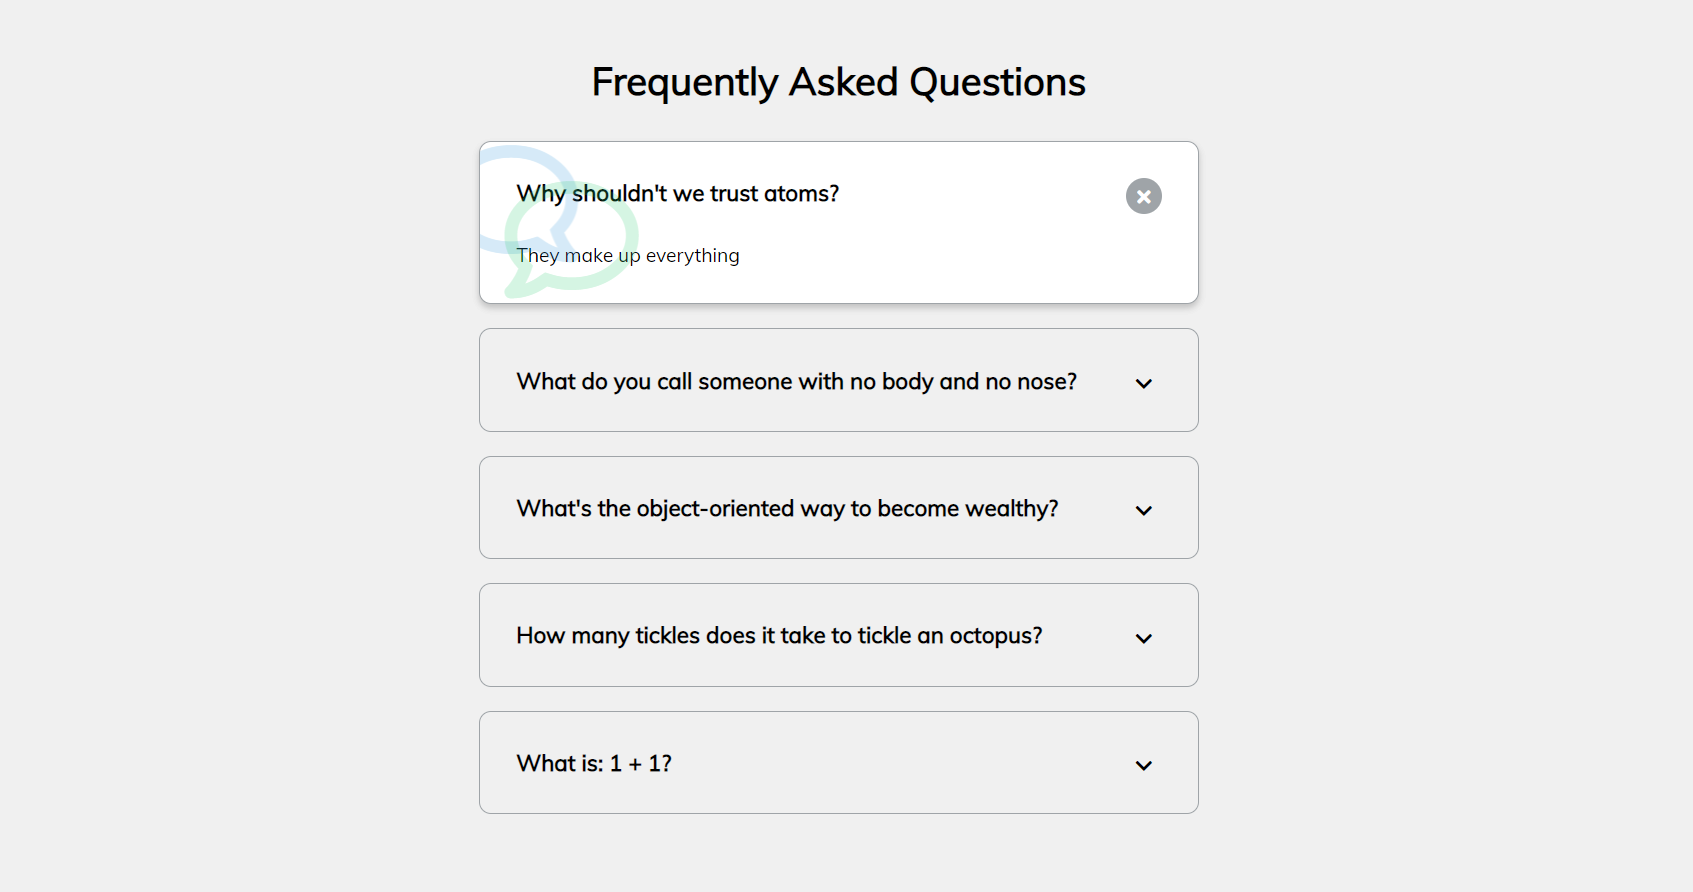 Frequently Asked Questions
Why shouldn't we trust atoms?
They make up everything
What do you call someone with no body and no nose?
What's the object-oriented way to become wealthy?
How many tickles does it take to tickle an octopus?
What is: 1 + 1?